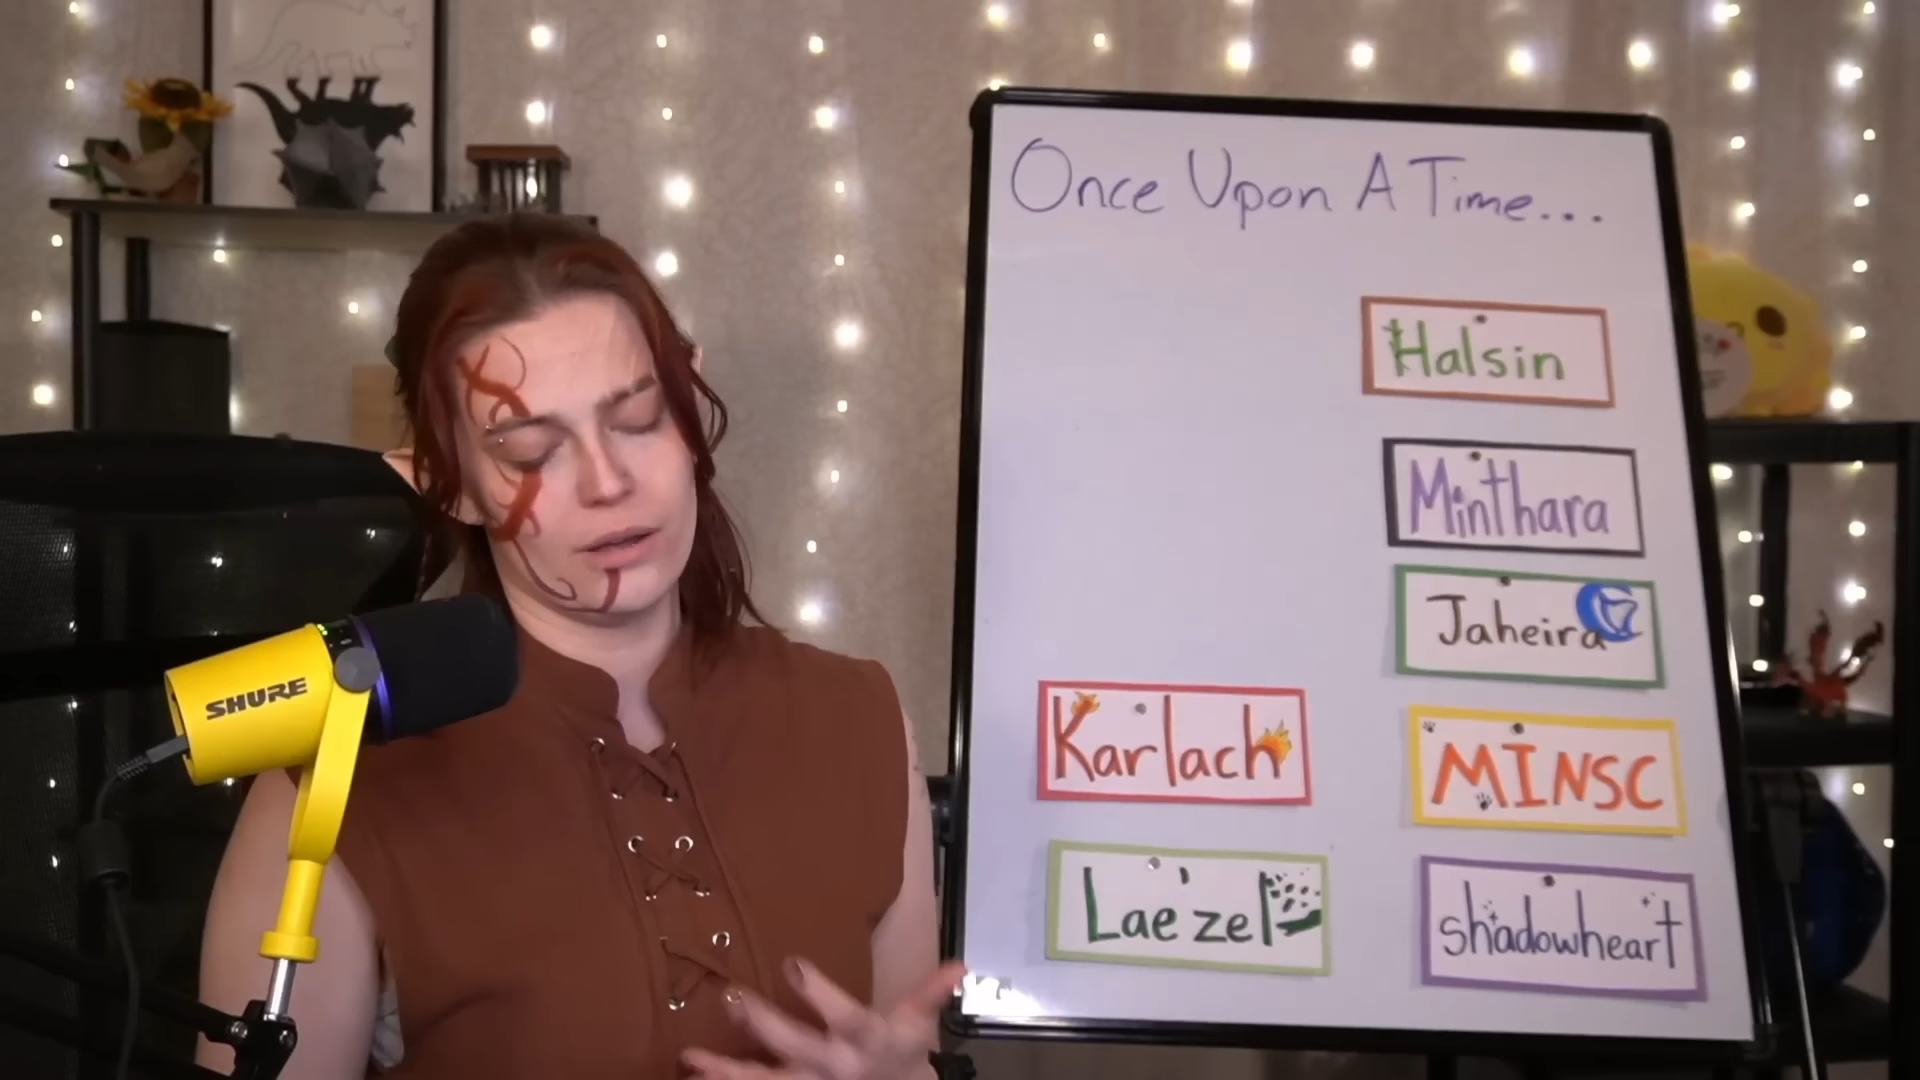 Once Upon A Time...
Halsin
Minthara
Jaheira
Karlach
MINSC
Lae'zel
shadowheart
SHURE